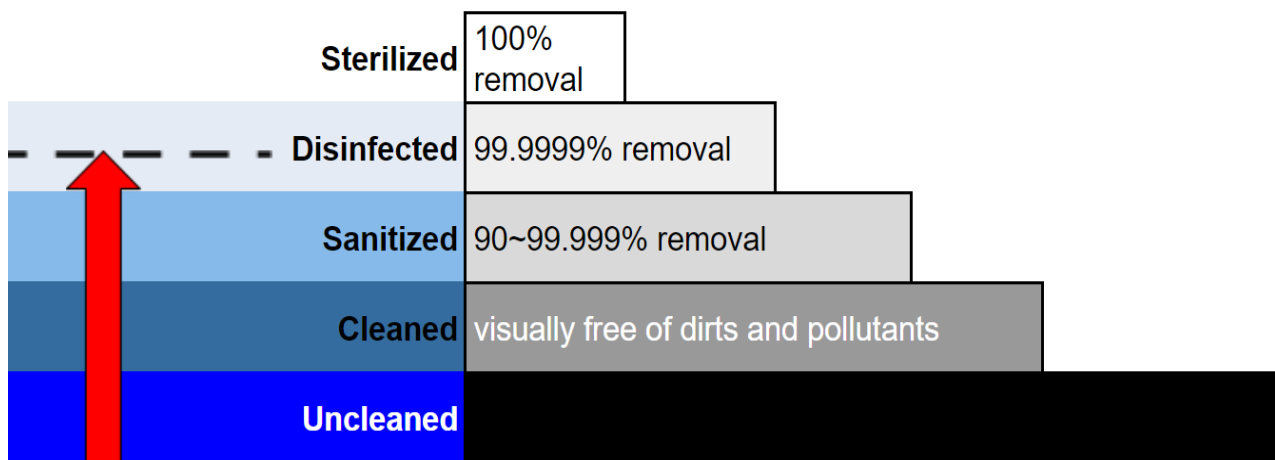 Sterilized 100%
removal
Disinfected 99.9999% removal
Sanitized 90~99.999% removal
Cleaned visually free of dirts and pollutants
Uncleaned